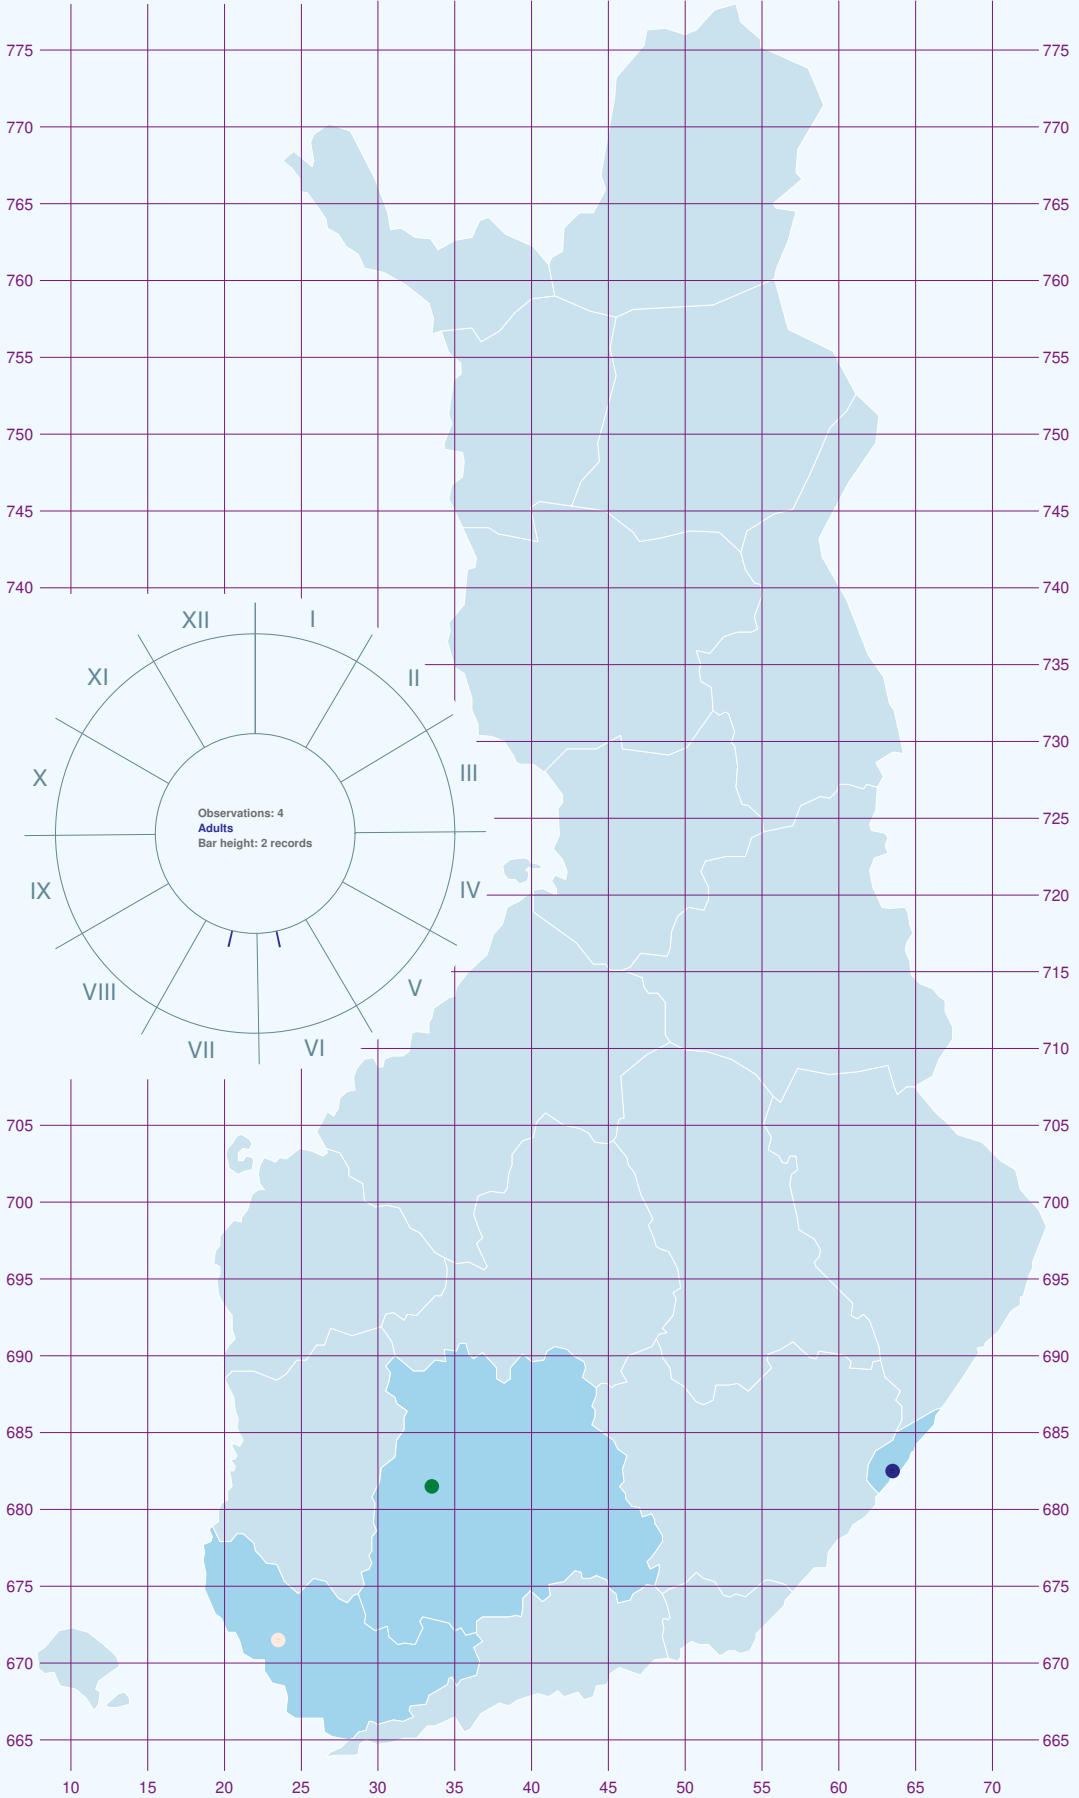 775 775
770 770
765 765
760 760
755 755
750 750
745 745
740 740
XII I
735
XI II
730
X III
Observations: 4
725
Adults
Bar height: 2 records
IX IV
720
VIII V
715
VII VI
710
705 705
700 700
695 695
690 690
685 685
680 680
675 675
670 670
665 665
10 15 20 25 30 35 40 45 50 55 60 65 70